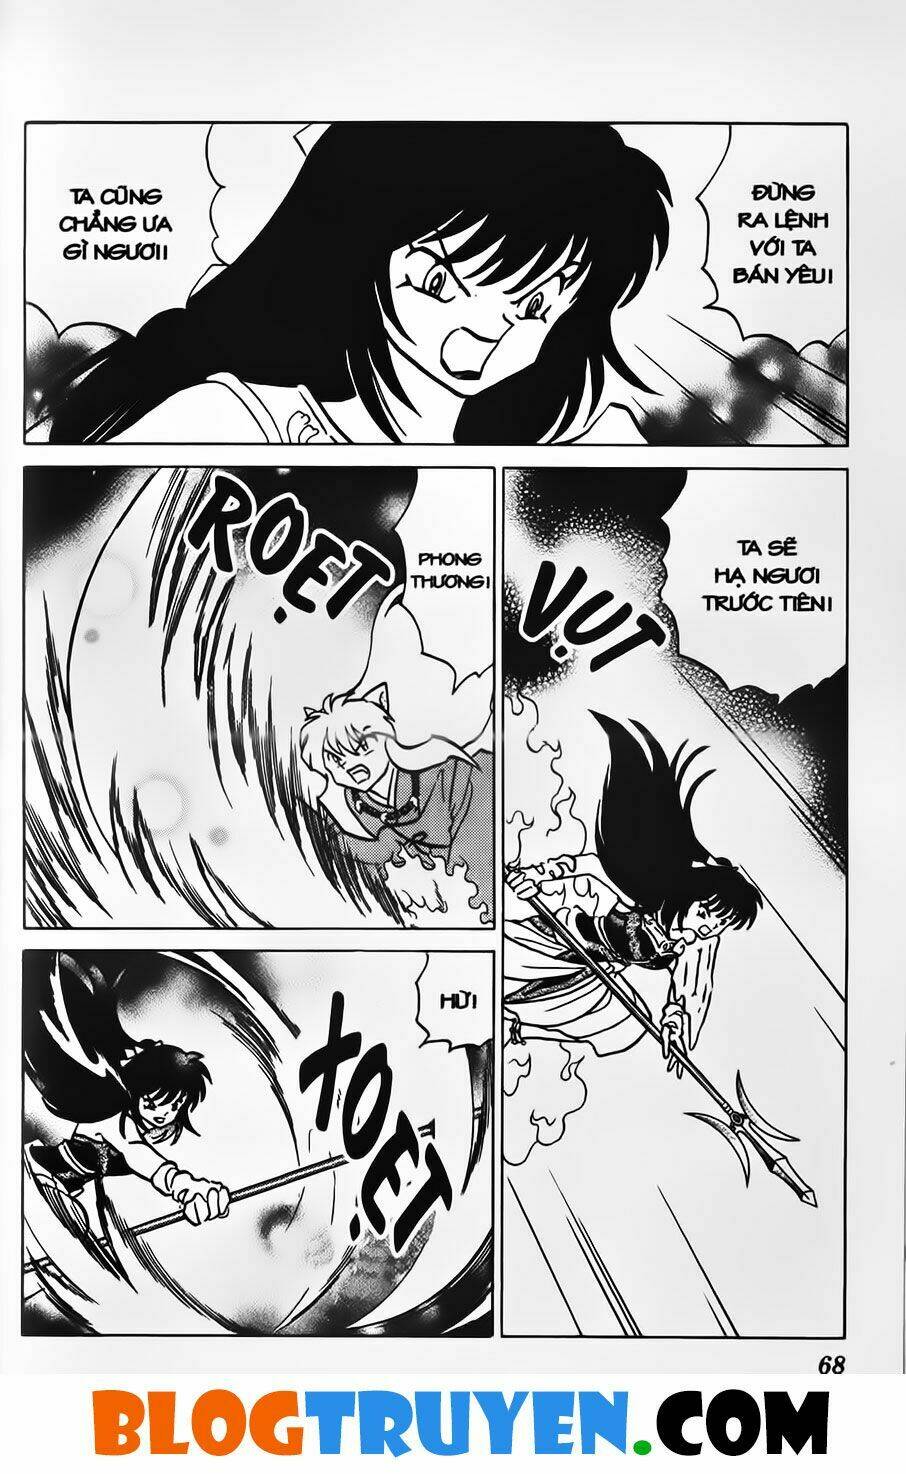 ĐỪNG
RA LỆNH
VỚI TA
BÁN YÊU!
TA CŨNG
CHẲNG ƯA
GÌ NGƯƠI!
TA SẼ
HẠ NGƯƠI
TRƯỚC TIÊN!
VỤT
PHONG
THƯƠNG!
ROẸT
HỪ!
XOẸT
68
BLOGTRUYEN.COM